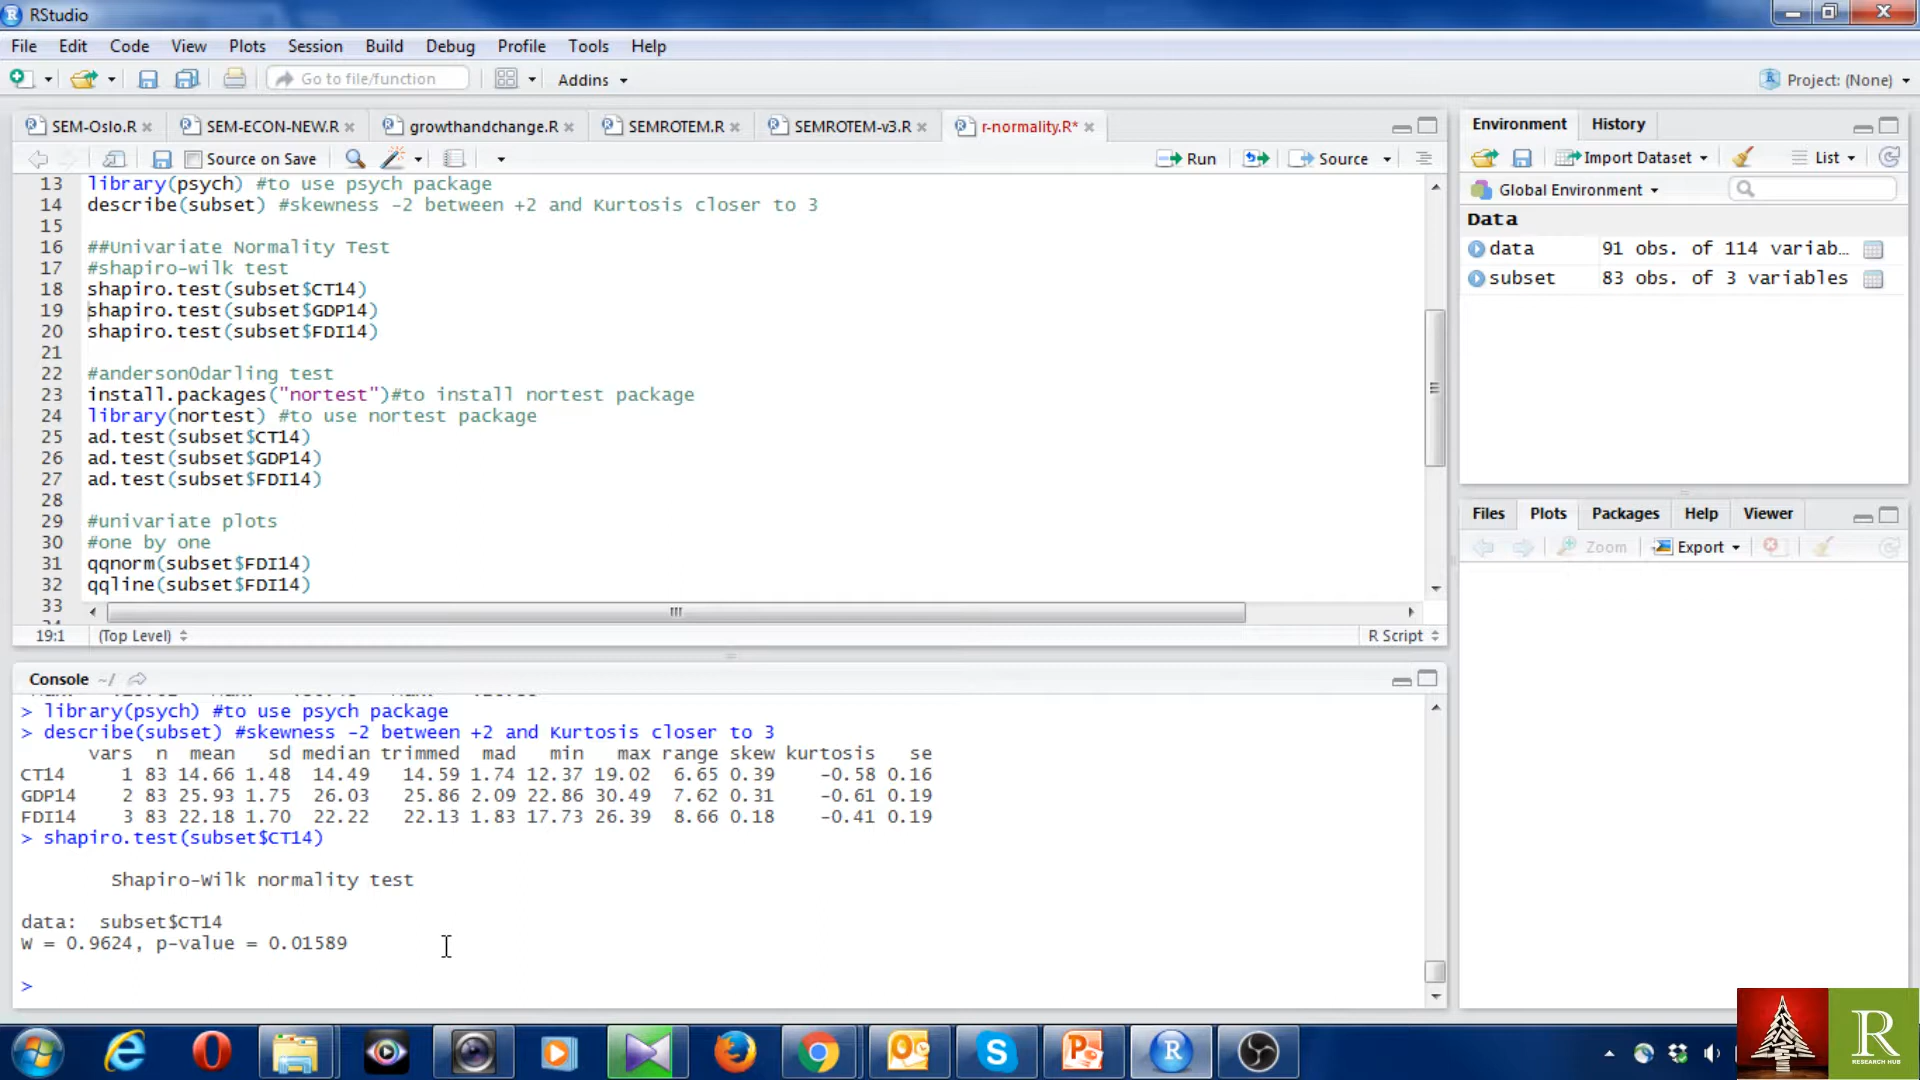 RStudio
File Edit Code View Plots Session Build Debug Profile Tools Help
Go to file/function Addins Project: (None)
SEM-Oslo.R SEM-ECON-NEW.R growthandchange.R SEMROTEM.R SEMROTEM-v3.R r-normality.R*
Source on Save Run Source
13 library(psych) #to use psych package
14 describe(subset) #skewness -2 between +2 and Kurtosis closer to 3
15
16 ##Univariate Normality Test
17 #shapiro-wilk test
18 shapiro.test(subset$CT14)
19 shapiro.test(subset$GDP14)
20 shapiro.test(subset$FDI14)
21
22 #anderson0darling test
23 install.packages("nortest")#to install nortest package
24 library(nortest) #to use nortest package
25 ad.test(subset$CT14)
26 ad.test(subset$GDP14)
27 ad.test(subset$FDI14)
28
29 #univariate plots
30 #one by one
31 qqnorm(subset$FDI14)
32 qqline(subset$FDI14)
33
19:1 (Top Level) R Script
Console ~/
> library(psych) #to use psych package
> describe(subset) #skewness -2 between +2 and Kurtosis closer to 3
vars n mean sd median trimmed mad min max range skew kurtosis se
CT14 1 83 14.66 1.48 14.49 14.59 1.74 12.37 19.02 6.65 0.39 -0.58 0.16
GDP14 2 83 25.93 1.75 26.03 25.86 2.09 22.86 30.49 7.62 0.31 -0.61 0.19
FDI14 3 83 22.18 1.70 22.22 22.13 1.83 17.73 26.39 8.66 0.18 -0.41 0.19
> shapiro.test(subset$CT14)
Shapiro-Wilk normality test
data: subset$CT14
W = 0.9624, p-value = 0.01589
>
Environment History
Import Dataset List
Global Environment
Data
data 91 obs. of 114 variab…
subset 83 obs. of 3 variables
Files Plots Packages Help Viewer
Zoom Export
R
RESEARCH HUB